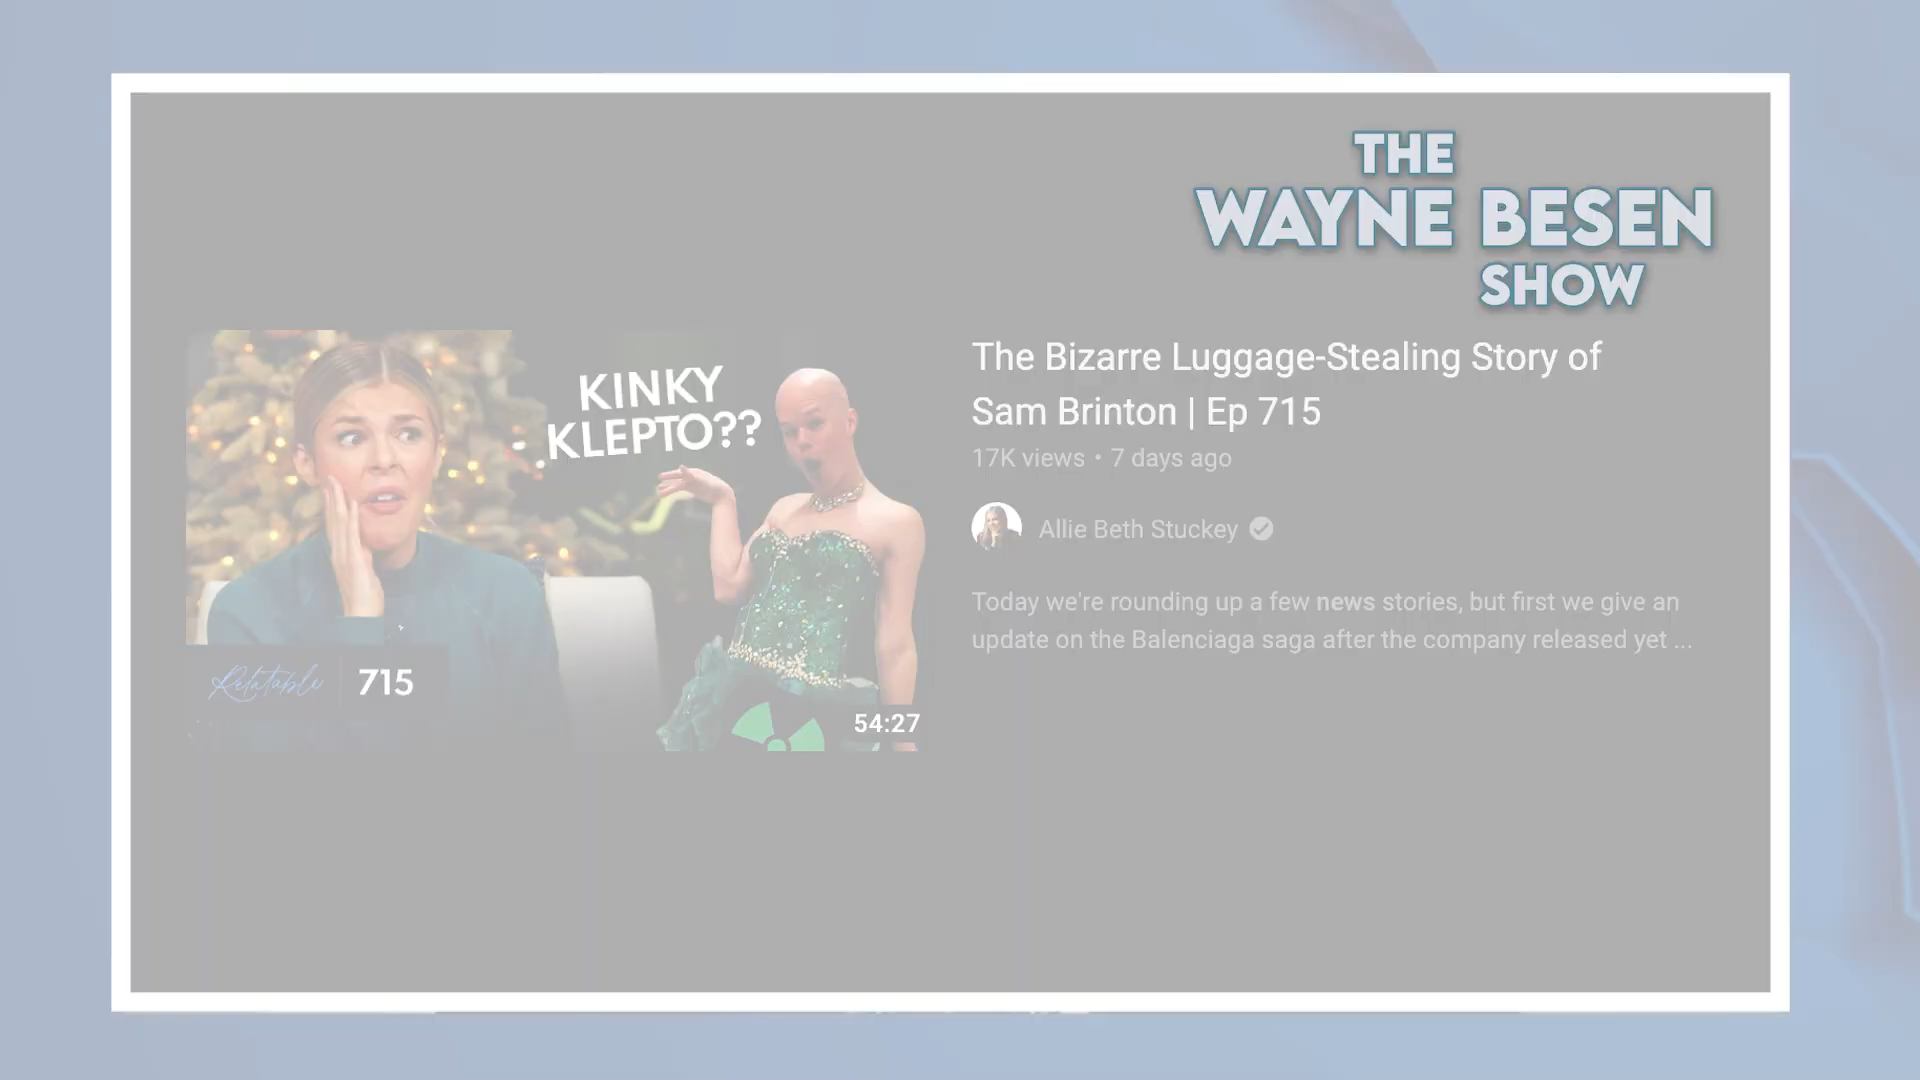 THE
WAYNE BESEN
SHOW
KINKY
KLEPTO??
Relatable
715
54:27
The Bizarre Luggage-Stealing Story of
Sam Brinton | Ep 715
17K views • 7 days ago
Allie Beth Stuckey
Today we're rounding up a few news stories, but first we give an
update on the Balenciaga saga after the company released yet ...